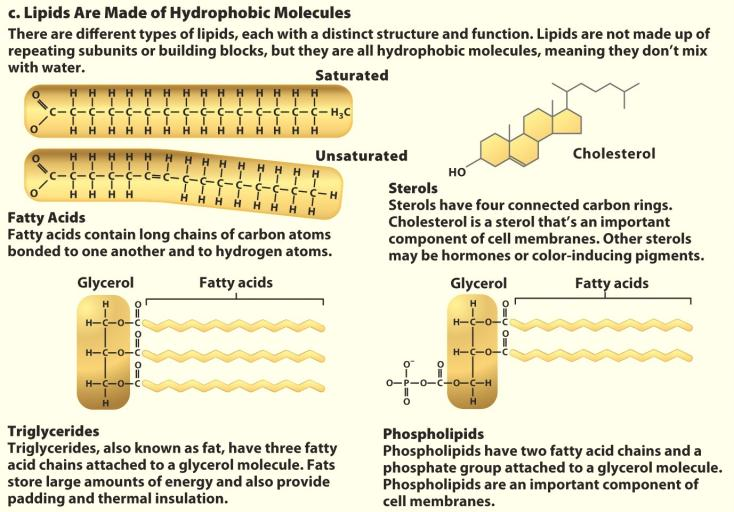 c. Lipids Are Made of Hydrophobic Molecules
There are different types of lipids, each with a distinct structure and function. Lipids are not made up of
repeating subunits or building blocks, but they are all hydrophobic molecules, meaning they don't mix
with water.
Saturated
O H H H H H H H H H H H H H H
C–C–C–C–C–C–C–C–C–C–C–C–C–C–C–H₃C
O H H H H H H H H H H H H H H
Unsaturated
Fatty Acids
Fatty acids contain long chains of carbon atoms
bonded to one another and to hydrogen atoms.
HO
Cholesterol
Sterols
Sterols have four connected carbon rings.
Cholesterol is a sterol that's an important
component of cell membranes. Other sterols
may be hormones or color-inducing pigments.
Glycerol Fatty acids
H O
H–C–O–C
O
H–C–O–C
O
H–C–O–C
H
Triglycerides
Triglycerides, also known as fat, have three fatty
acid chains attached to a glycerol molecule. Fats
store large amounts of energy and also provide
padding and thermal insulation.
Glycerol Fatty acids
H O
H–C–O–C
O
H–C–O–C
O⁻ O
O–P–O–C–O–C–H
O H
Phospholipids
Phospholipids have two fatty acid chains and a
phosphate group attached to a glycerol molecule.
Phospholipids are an important component of
cell membranes.